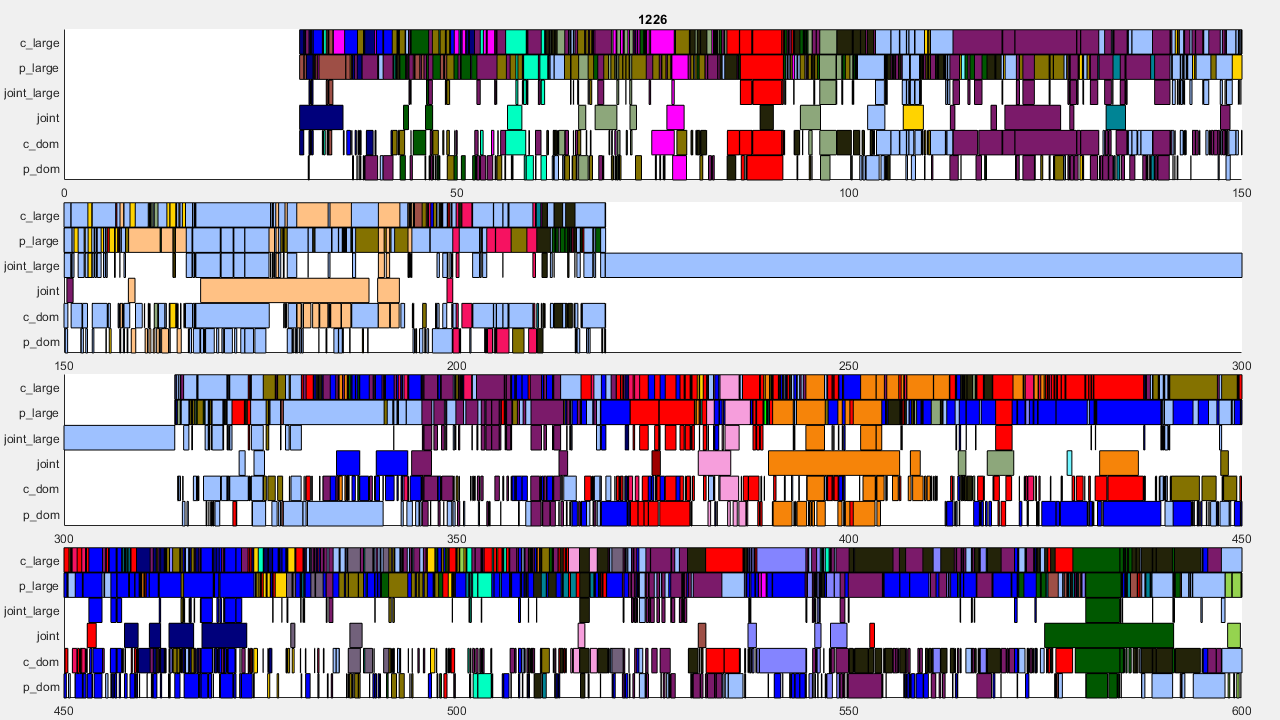 1226
c_large
p_large
joint_large
joint
c_dom
p_dom
0 50 100 150
c_large
p_large
joint_large
joint
c_dom
p_dom
150 200 250 300
c_large
p_large
joint_large
joint
c_dom
p_dom
300 350 400 450
c_large
p_large
joint_large
joint
c_dom
p_dom
450 500 550 600